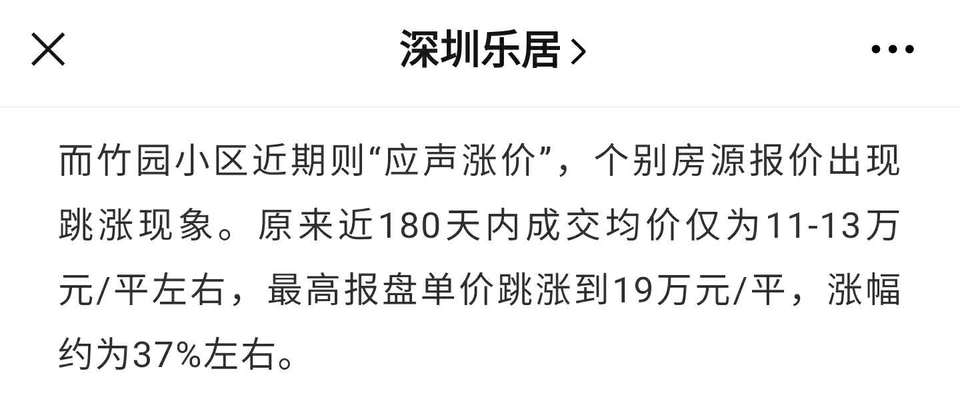 深圳乐居
而竹园小区近期则“应声涨价”，个别房源报价出现
跳涨现象。原来近180天内成交均价仅为11-13万
元/平左右，最高报盘单价跳涨到19万元/平，涨幅
约为37%左右。